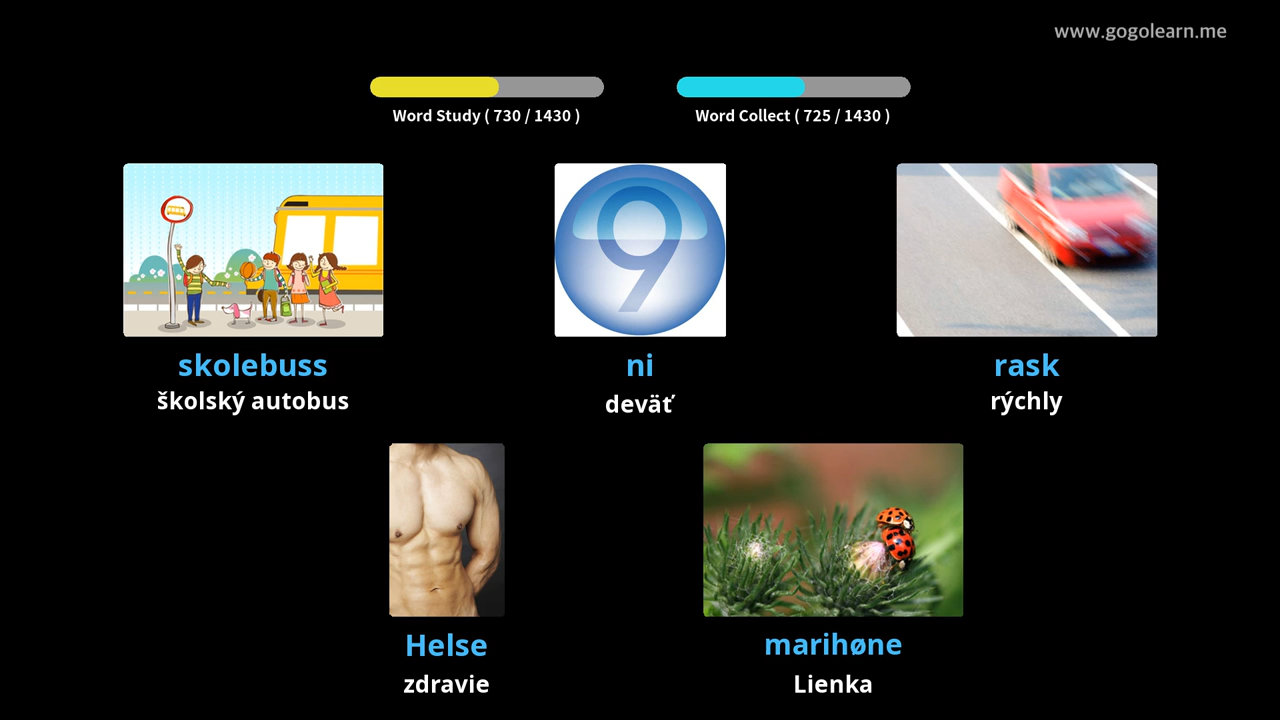 www.gogolearn.me
Word Study ( 730 / 1430 )
Word Collect ( 725 / 1430 )
9
skolebuss
školský autobus
ni
deväť
rask
rýchly
Helse
zdravie
marihøne
Lienka